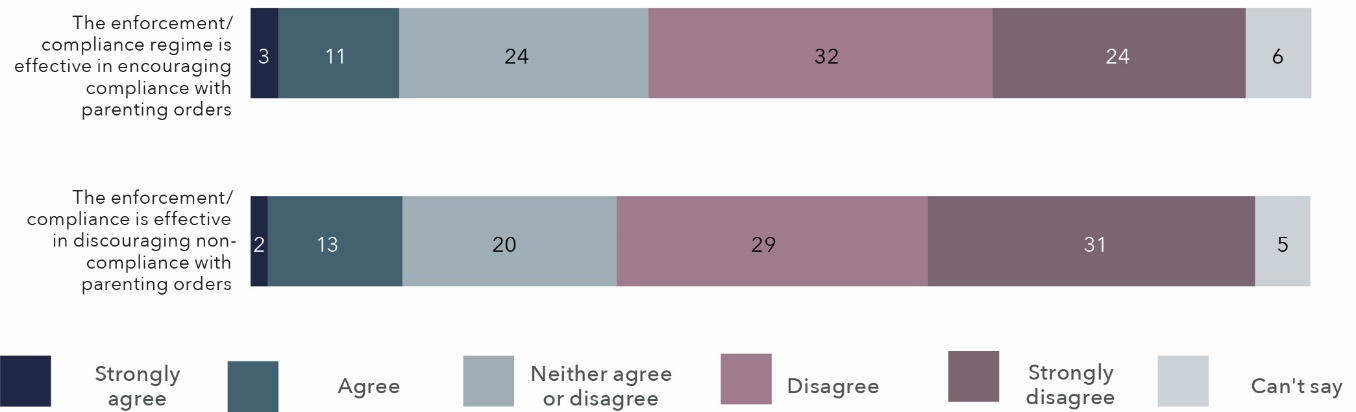 The enforcement/
compliance regime is
effective in encouraging
compliance with
parenting orders
3 11 24 32 24 6
The enforcement/
compliance is effective
in discouraging non-
compliance with
parenting orders
2 13 20 29 31 5
Strongly
agree
Agree
Neither agree
or disagree
Disagree
Strongly
disagree
Can't say